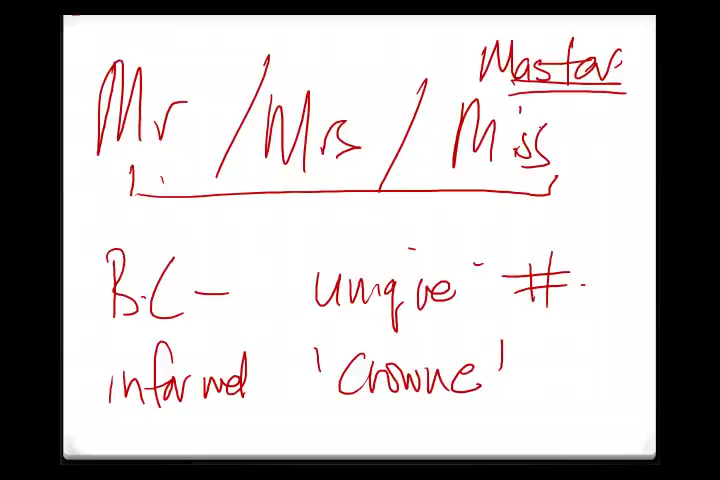 Master
Mr / Mrs / Miss
B.C – unique #.
informed 'Crowne'